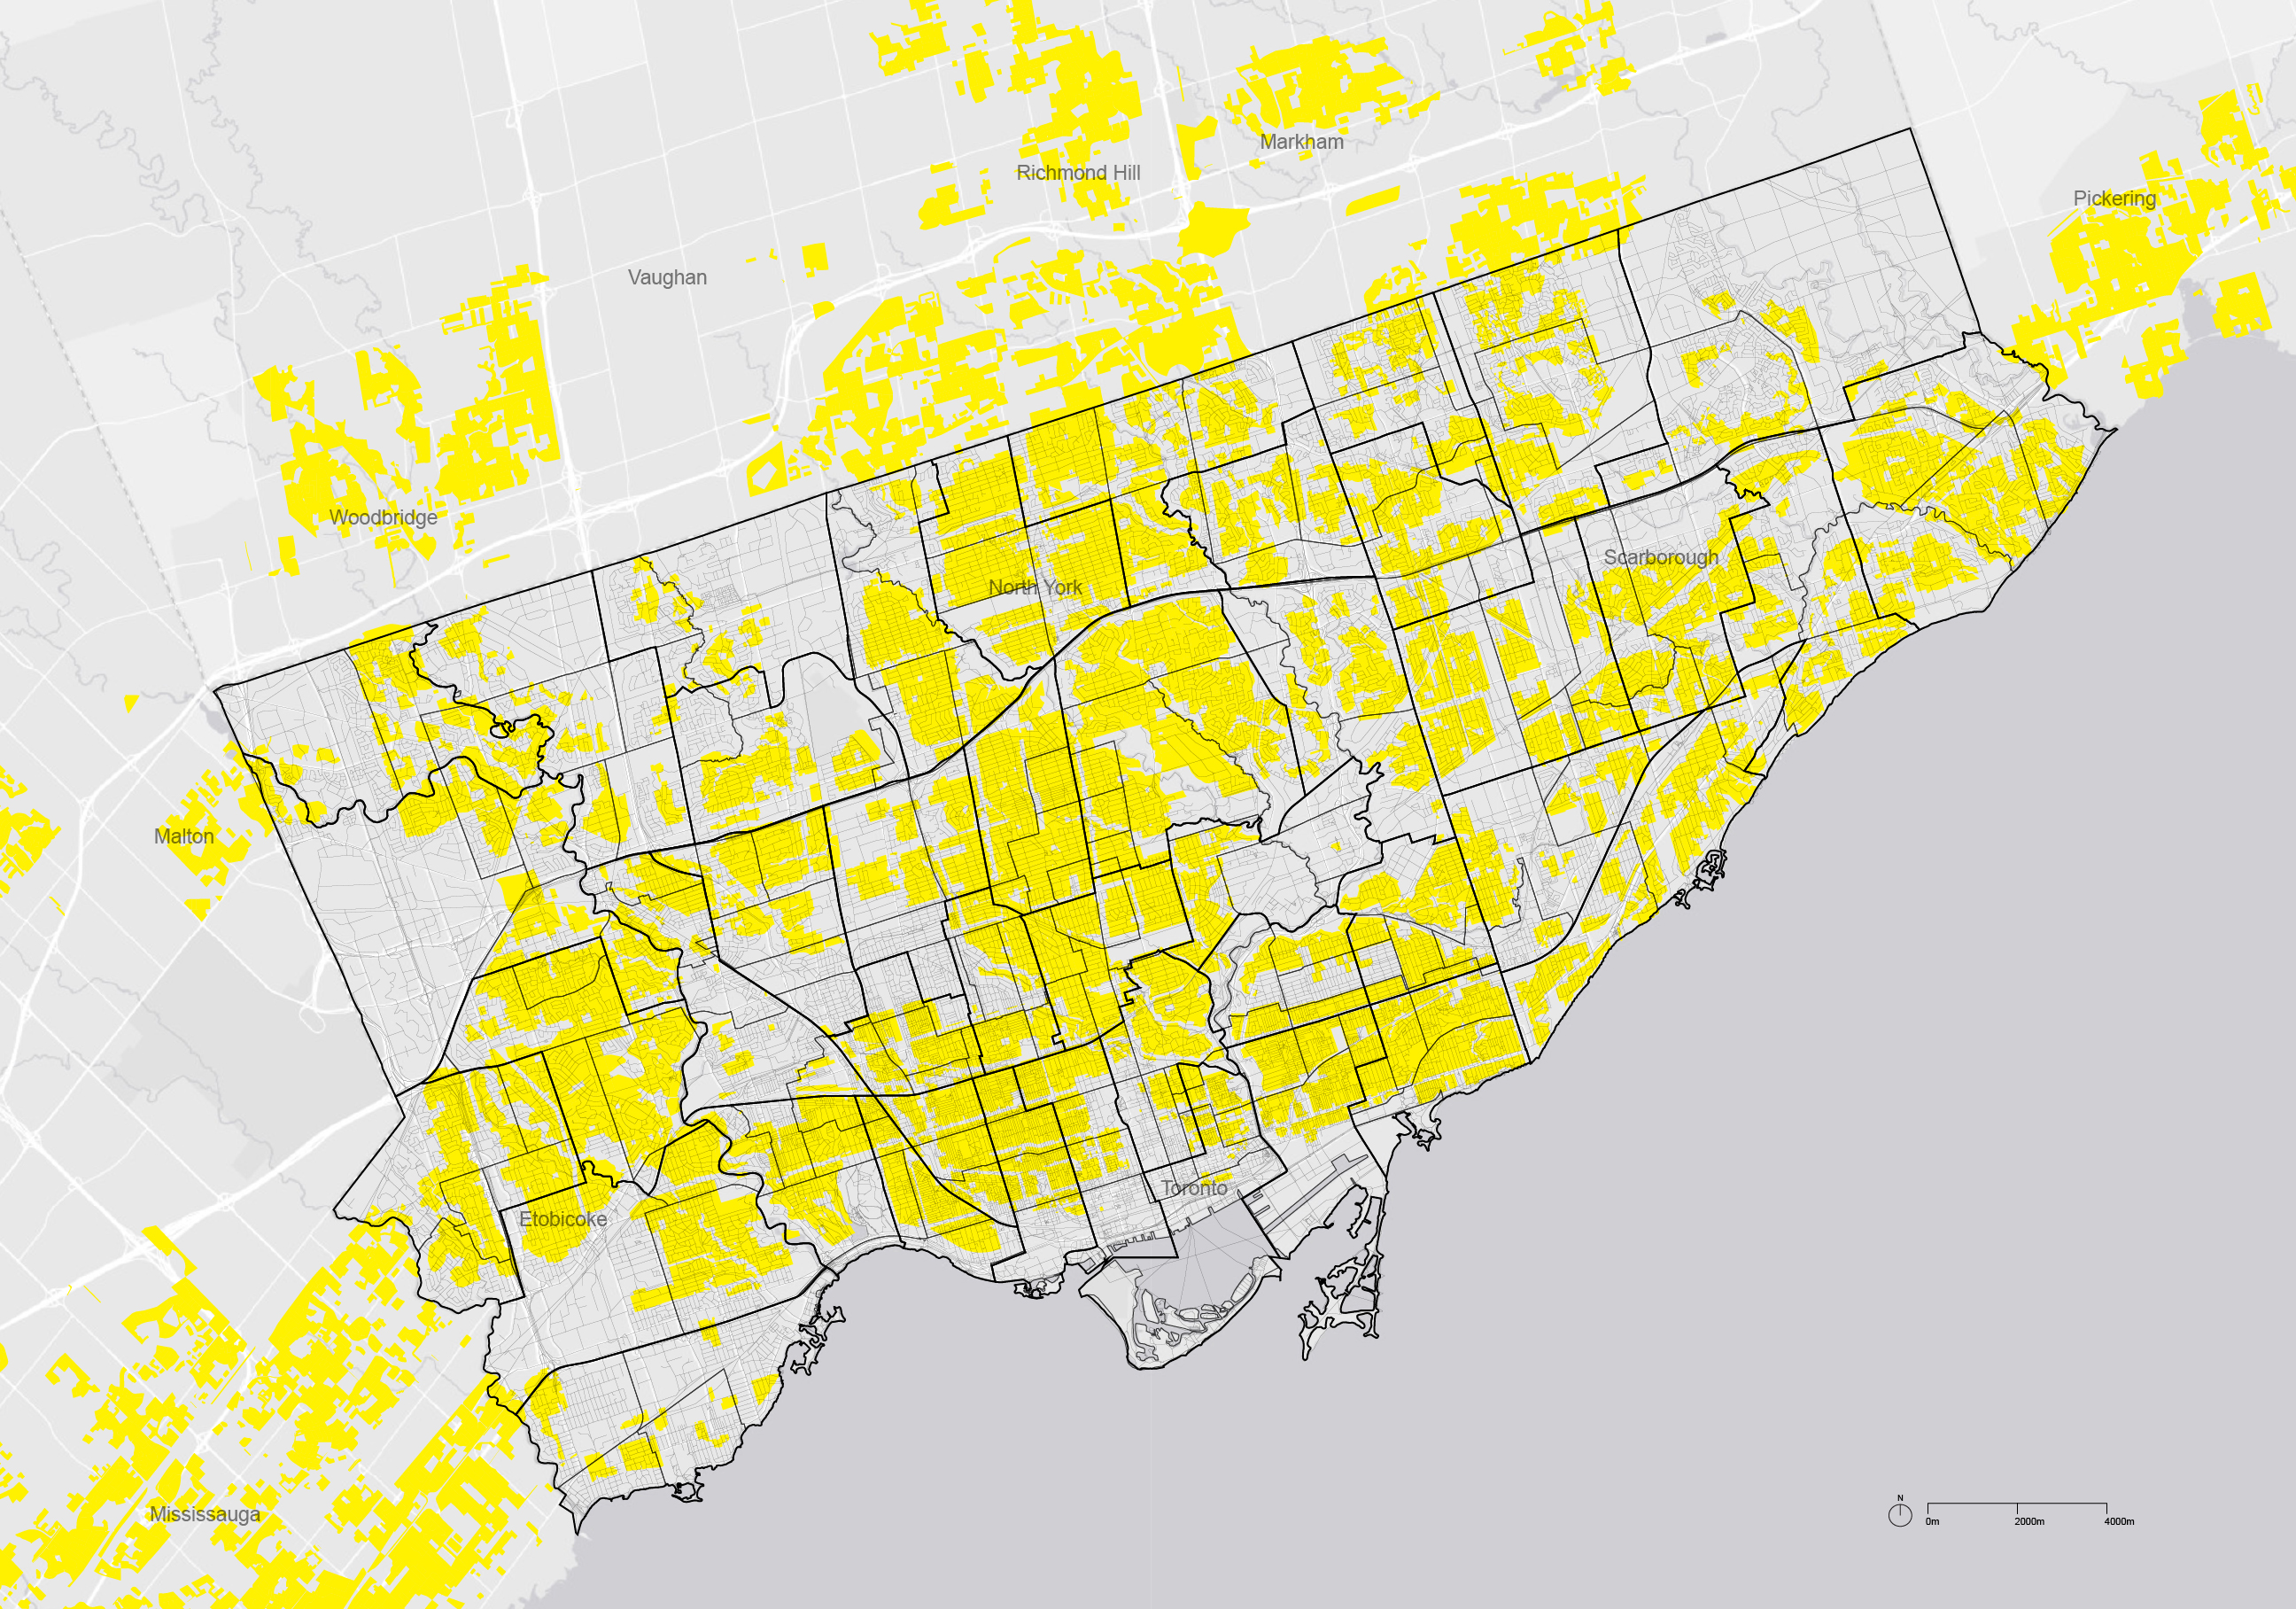 Markham
Richmond Hill
Pickering
Vaughan
Woodbridge
Scarborough
North York
Malton
Toronto
Etobicoke
Mississauga
N
0m 2000m 4000m